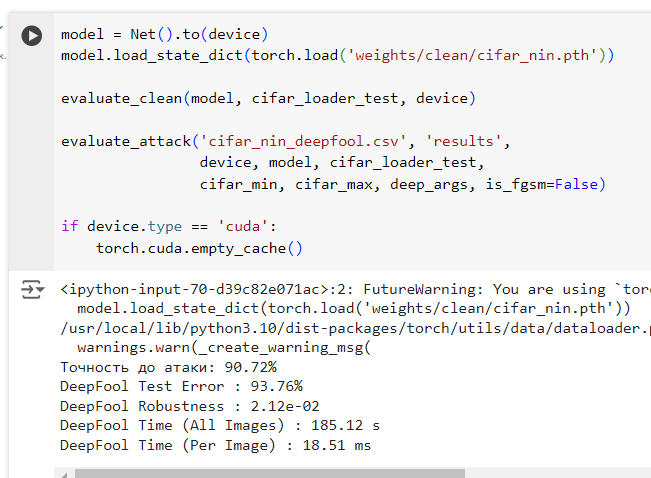 model = Net().to(device)
model.load_state_dict(torch.load('weights/clean/cifar_nin.pth'))
evaluate_clean(model, cifar_loader_test, device)
evaluate_attack('cifar_nin_deepfool.csv', 'results',
device, model, cifar_loader_test,
cifar_min, cifar_max, deep_args, is_fgsm=False)
if device.type == 'cuda':
torch.cuda.empty_cache()
<ipython-input-70-d39c82e071ac>:2: FutureWarning: You are using `torc
model.load_state_dict(torch.load('weights/clean/cifar_nin.pth'))
/usr/local/lib/python3.10/dist-packages/torch/utils/data/dataloader.p
warnings.warn(_create_warning_msg(
Точность до атаки: 90.72%
DeepFool Test Error : 93.76%
DeepFool Robustness : 2.12e-02
DeepFool Time (All Images) : 185.12 s
DeepFool Time (Per Image) : 18.51 ms